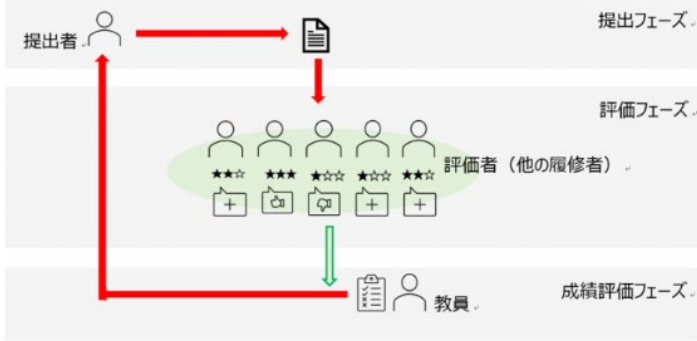 提出フェーズ
提出者
評価フェーズ
★★☆ ★★★ ★☆☆ ★☆☆ ★★☆
評価者（他の履修者）
成績評価フェーズ
教員